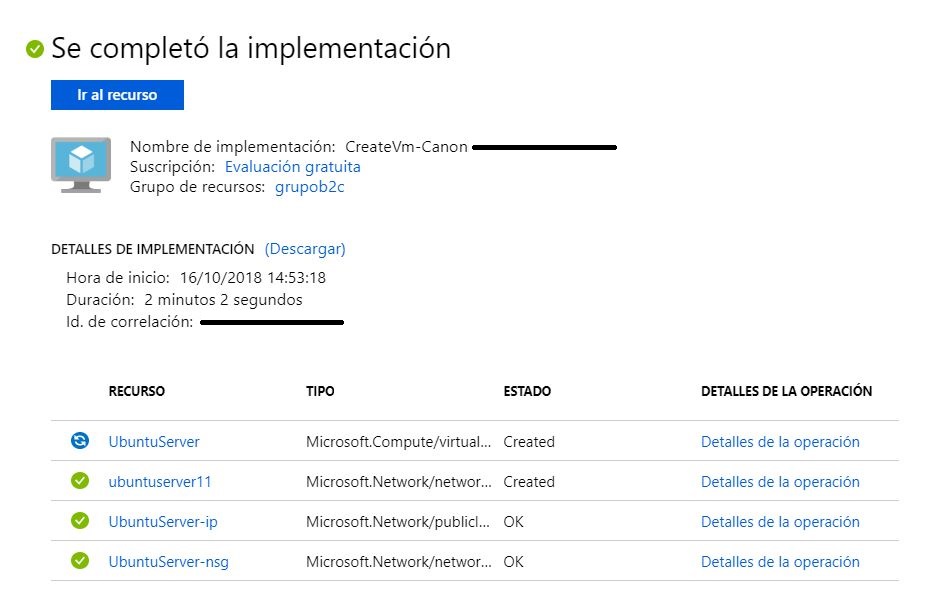 Se completó la implementación
Ir al recurso
Nombre de implementación: CreateVm-Canon
Suscripción: Evaluación gratuita
Grupo de recursos: grupob2c
DETALLES DE IMPLEMENTACIÓN (Descargar)
Hora de inicio: 16/10/2018 14:53:18
Duración: 2 minutos 2 segundos
Id. de correlación:
RECURSO TIPO ESTADO DETALLES DE LA OPERACIÓN
UbuntuServer Microsoft.Compute/virtual... Created Detalles de la operación
ubuntuserver11 Microsoft.Network/networ... Created Detalles de la operación
UbuntuServer-ip Microsoft.Network/publicI... OK Detalles de la operación
UbuntuServer-nsg Microsoft.Network/networ... OK Detalles de la operación